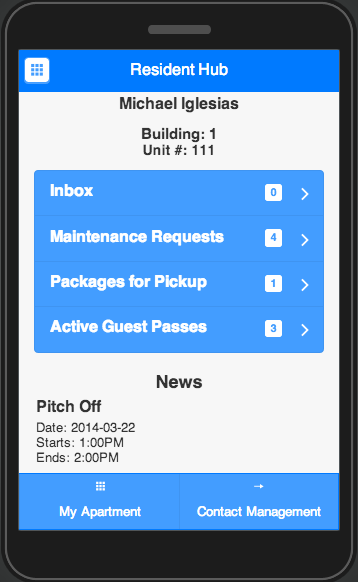 Resident Hub
Michael Iglesias
Building: 1
Unit #: 111
Inbox 0
Maintenance Requests 4
Packages for Pickup 1
Active Guest Passes 3
News
Pitch Off
Date: 2014-03-22
Starts: 1:00PM
Ends: 2:00PM
My Apartment Contact Management